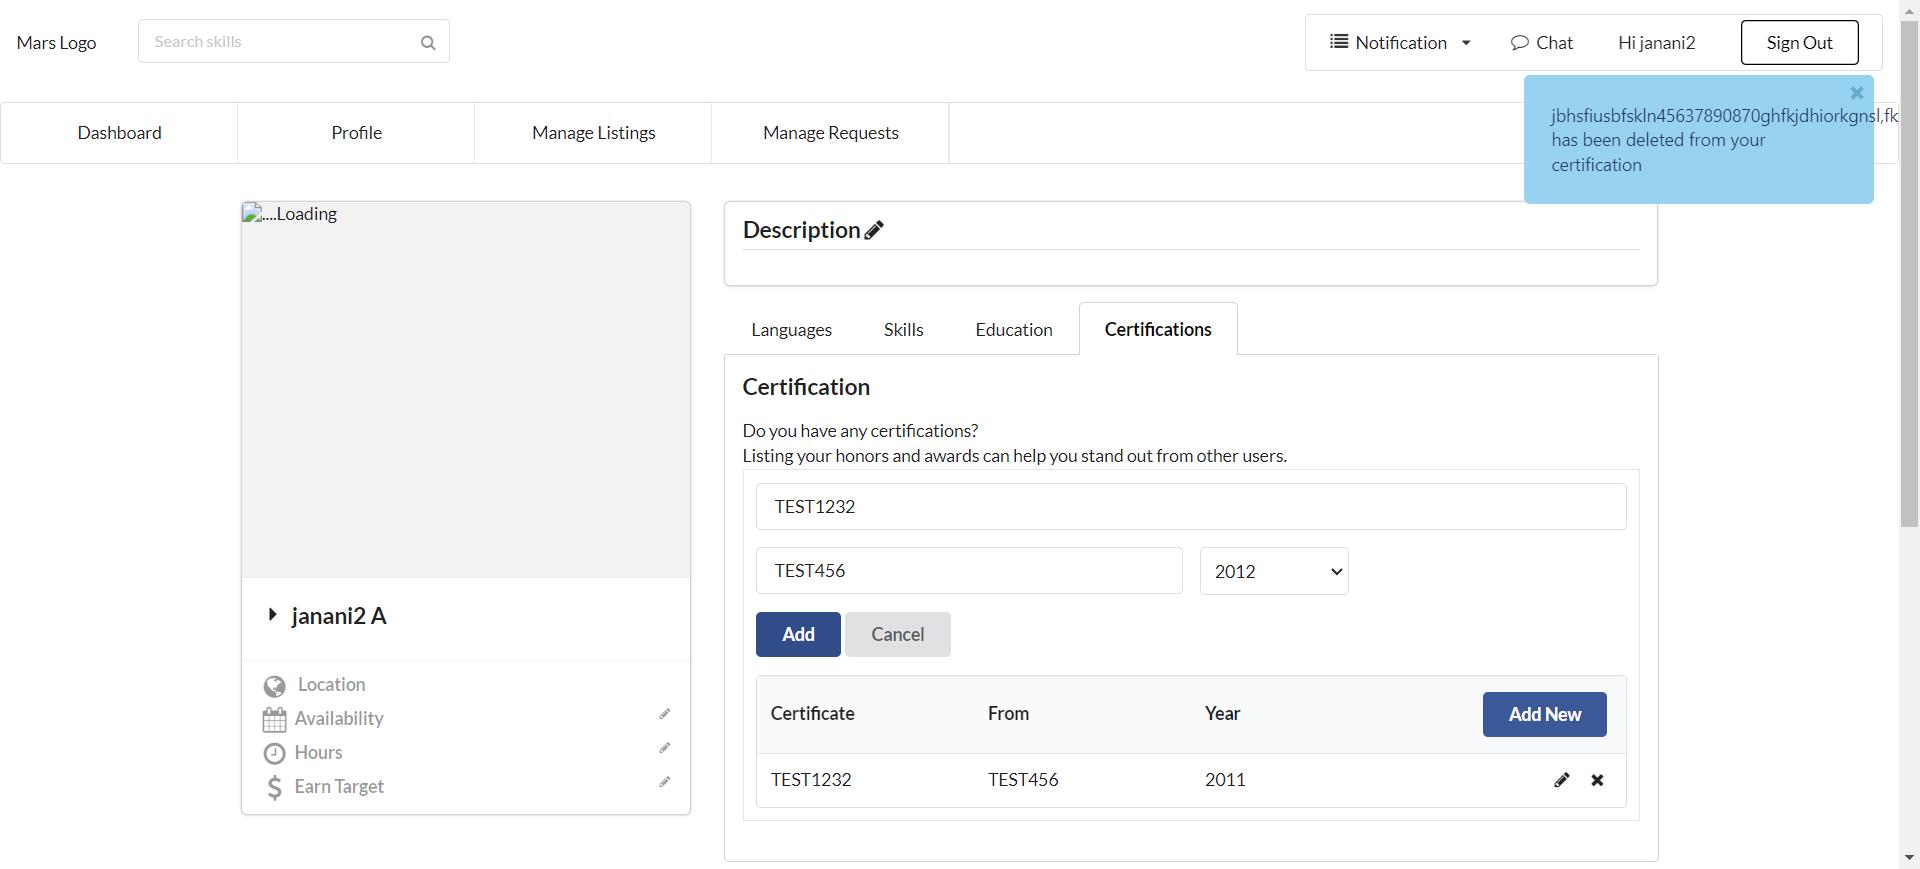 Mars Logo
Search skills
Notification
Chat
Hi janani2
Sign Out
jbhsfiusbfskln45637890870ghfkjdhiorkgnsl,fk
has been deleted from your
certification
Dashboard
Profile
Manage Listings
Manage Requests
....Loading
janani2 A
Location
Availability
Hours
Earn Target
Description
Languages
Skills
Education
Certifications
Certification
Do you have any certifications?
Listing your honors and awards can help you stand out from other users.
TEST1232
TEST456
2012
Add
Cancel
Certificate
From
Year
Add New
TEST1232
TEST456
2011